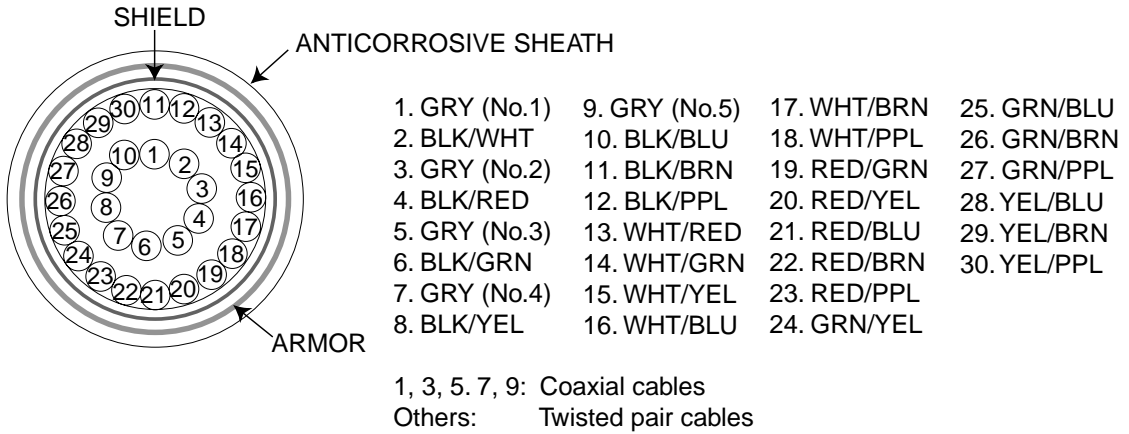 SHIELD
ANTICORROSIVE SHEATH
30 11 12
29 13
28 14
10 1 2
27 15
9 3
26 16
8 4
25 17
7 6 5
24 18
23 19
22 21 20
ARMOR
1. GRY (No.1)
2. BLK/WHT
3. GRY (No.2)
4. BLK/RED
5. GRY (No.3)
6. BLK/GRN
7. GRY (No.4)
8. BLK/YEL
9. GRY (No.5)
10. BLK/BLU
11. BLK/BRN
12. BLK/PPL
13. WHT/RED
14. WHT/GRN
15. WHT/YEL
16. WHT/BLU
17. WHT/BRN
18. WHT/PPL
19. RED/GRN
20. RED/YEL
21. RED/BLU
22. RED/BRN
23. RED/PPL
24. GRN/YEL
25. GRN/BLU
26. GRN/BRN
27. GRN/PPL
28. YEL/BLU
29. YEL/BRN
30. YEL/PPL
1, 3, 5. 7, 9: Coaxial cables
Others: Twisted pair cables